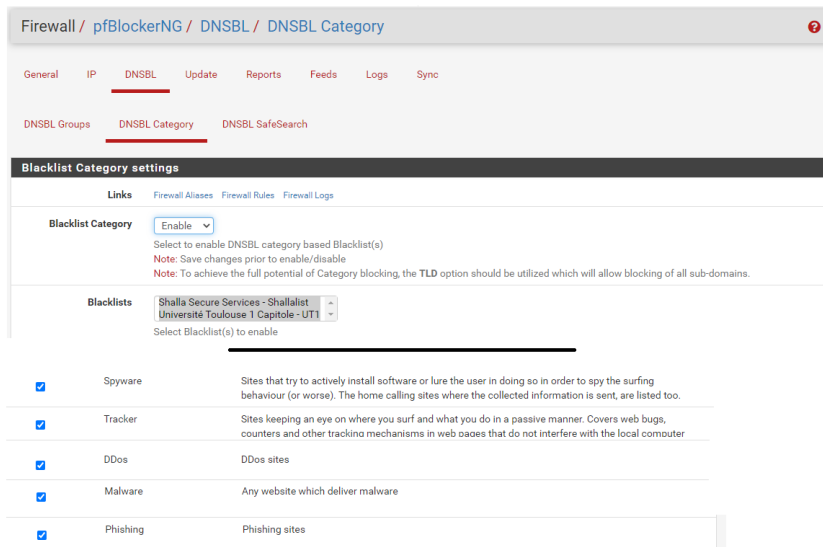 Firewall / pfBlockerNG / DNSBL / DNSBL Category
General IP DNSBL Update Reports Feeds Logs Sync
DNSBL Groups DNSBL Category DNSBL SafeSearch
Blacklist Category settings
Links Firewall Aliases Firewall Rules Firewall Logs
Blacklist Category Enable
Select to enable DNSBL category based Blacklist(s)
Note: Save changes prior to enable/disable
Note: To achieve the full potential of Category blocking, the TLD option should be utilized which will allow blocking of all sub-domains.
Blacklists Shalla Secure Services - Shallalist
Université Toulouse 1 Capitole - UT1
Select Blacklist(s) to enable
Spyware Sites that try to actively install software or lure the user in doing so in order to spy the surfing
behaviour (or worse). The home calling sites where the collected information is sent, are listed too.
Tracker Sites keeping an eye on where you surf and what you do in a passive manner. Covers web bugs,
counters and other tracking mechanisms in web pages that do not interfere with the local computer
DDos DDos sites
Malware Any website which deliver malware
Phishing Phishing sites